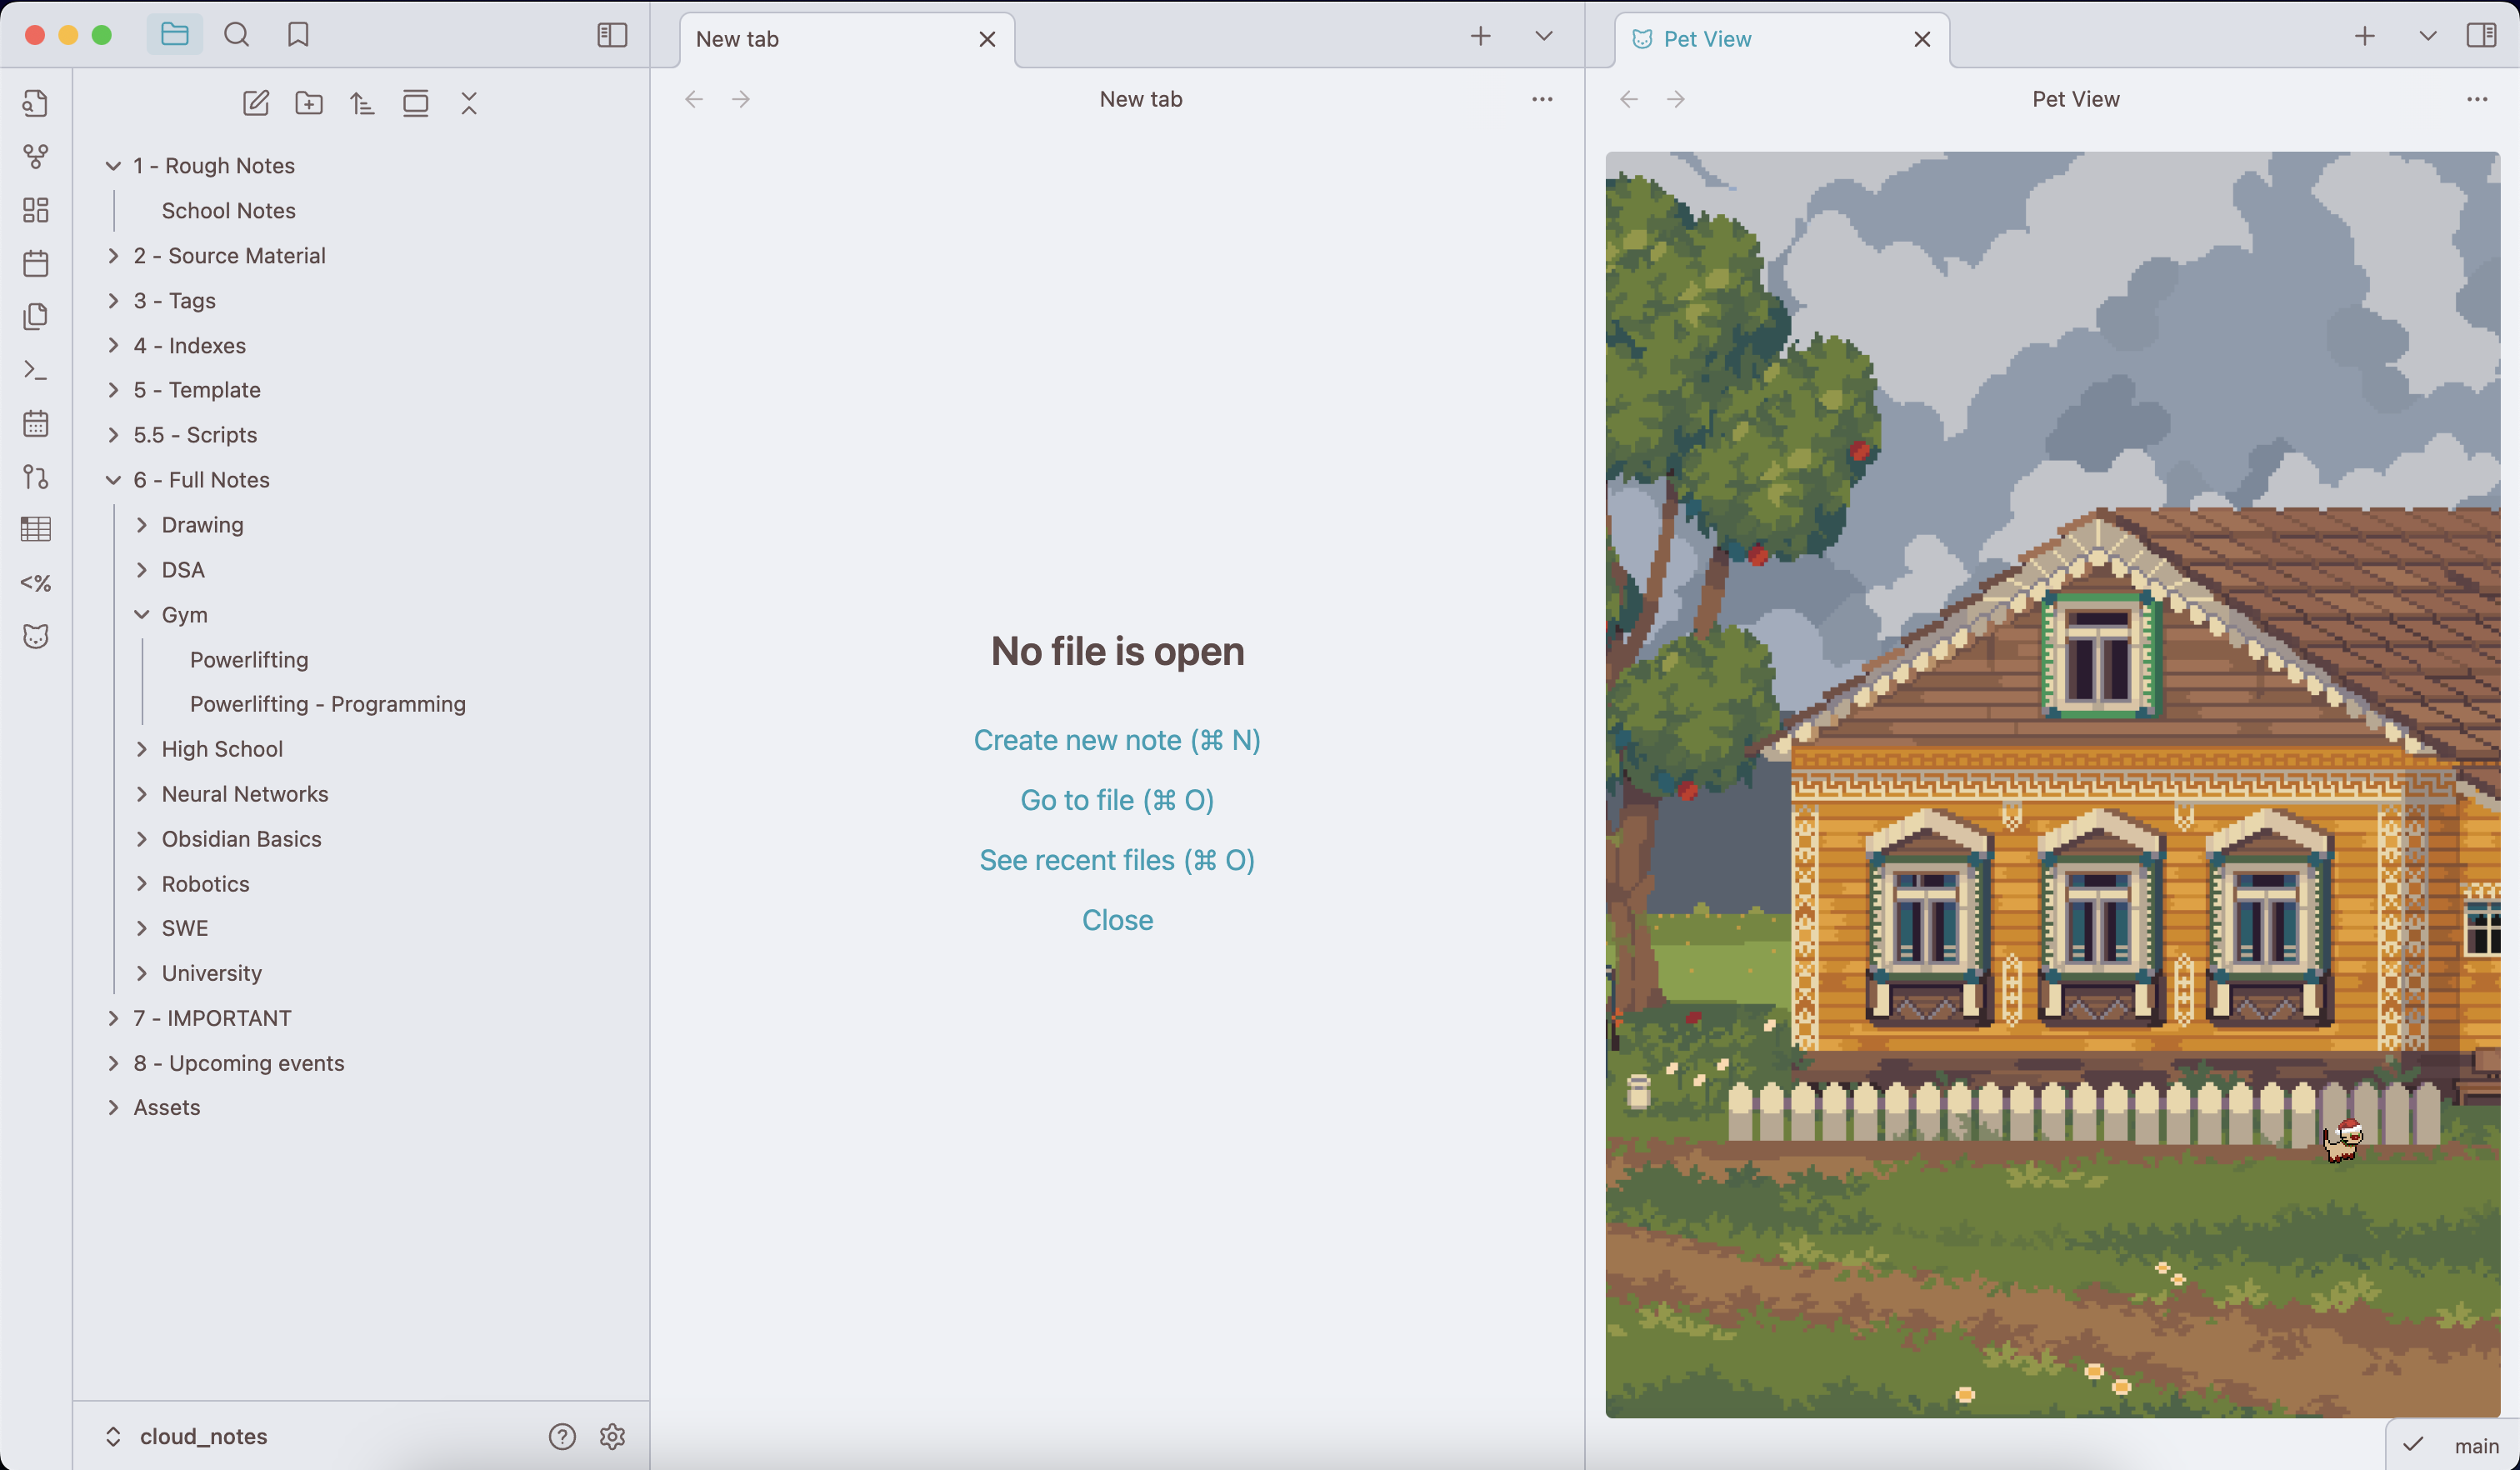 New tab
Pet View
New tab
Pet View
1 - Rough Notes
School Notes
2 - Source Material
3 - Tags
4 - Indexes
5 - Template
5.5 - Scripts
6 - Full Notes
Drawing
DSA
Gym
Powerlifting
Powerlifting - Programming
High School
Neural Networks
Obsidian Basics
Robotics
SWE
University
7 - IMPORTANT
8 - Upcoming events
Assets
cloud_notes
<%
No file is open
Create new note (⌘ N)
Go to file (⌘ O)
See recent files (⌘ O)
Close
main